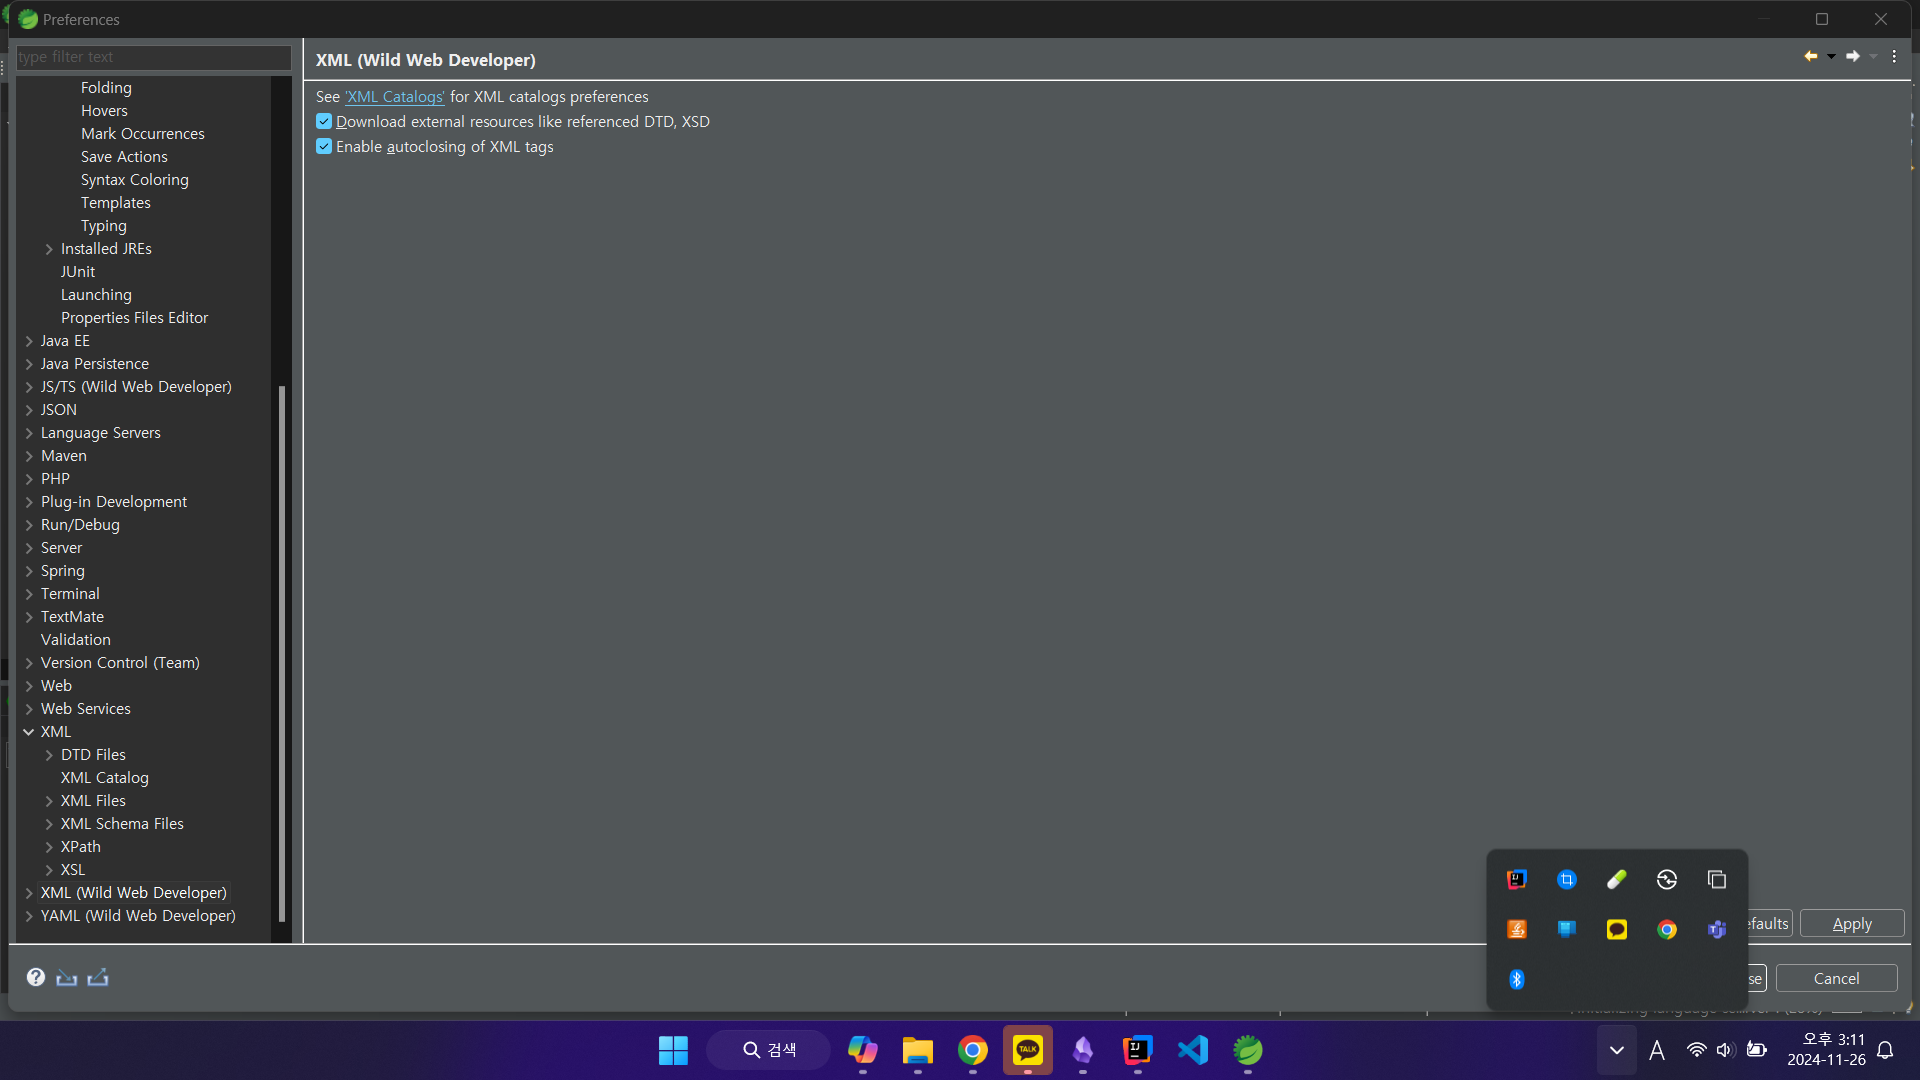 Preferences
type filter text
Folding
Hovers
Mark Occurrences
Save Actions
Syntax Coloring
Templates
Typing
Installed JREs
JUnit
Launching
Properties Files Editor
Java EE
Java Persistence
JS/TS (Wild Web Developer)
JSON
Language Servers
Maven
PHP
Plug-in Development
Run/Debug
Server
Spring
Terminal
TextMate
Validation
Version Control (Team)
Web
Web Services
XML
DTD Files
XML Catalog
XML Files
XML Schema Files
XPath
XSL
XML (Wild Web Developer)
YAML (Wild Web Developer)
XML (Wild Web Developer)
See 'XML Catalogs' for XML catalogs preferences
Download external resources like referenced DTD, XSD
Enable autoclosing of XML tags
efaults
Apply
se
Cancel
검색
TALK
A
오후 3:11
2024-11-26